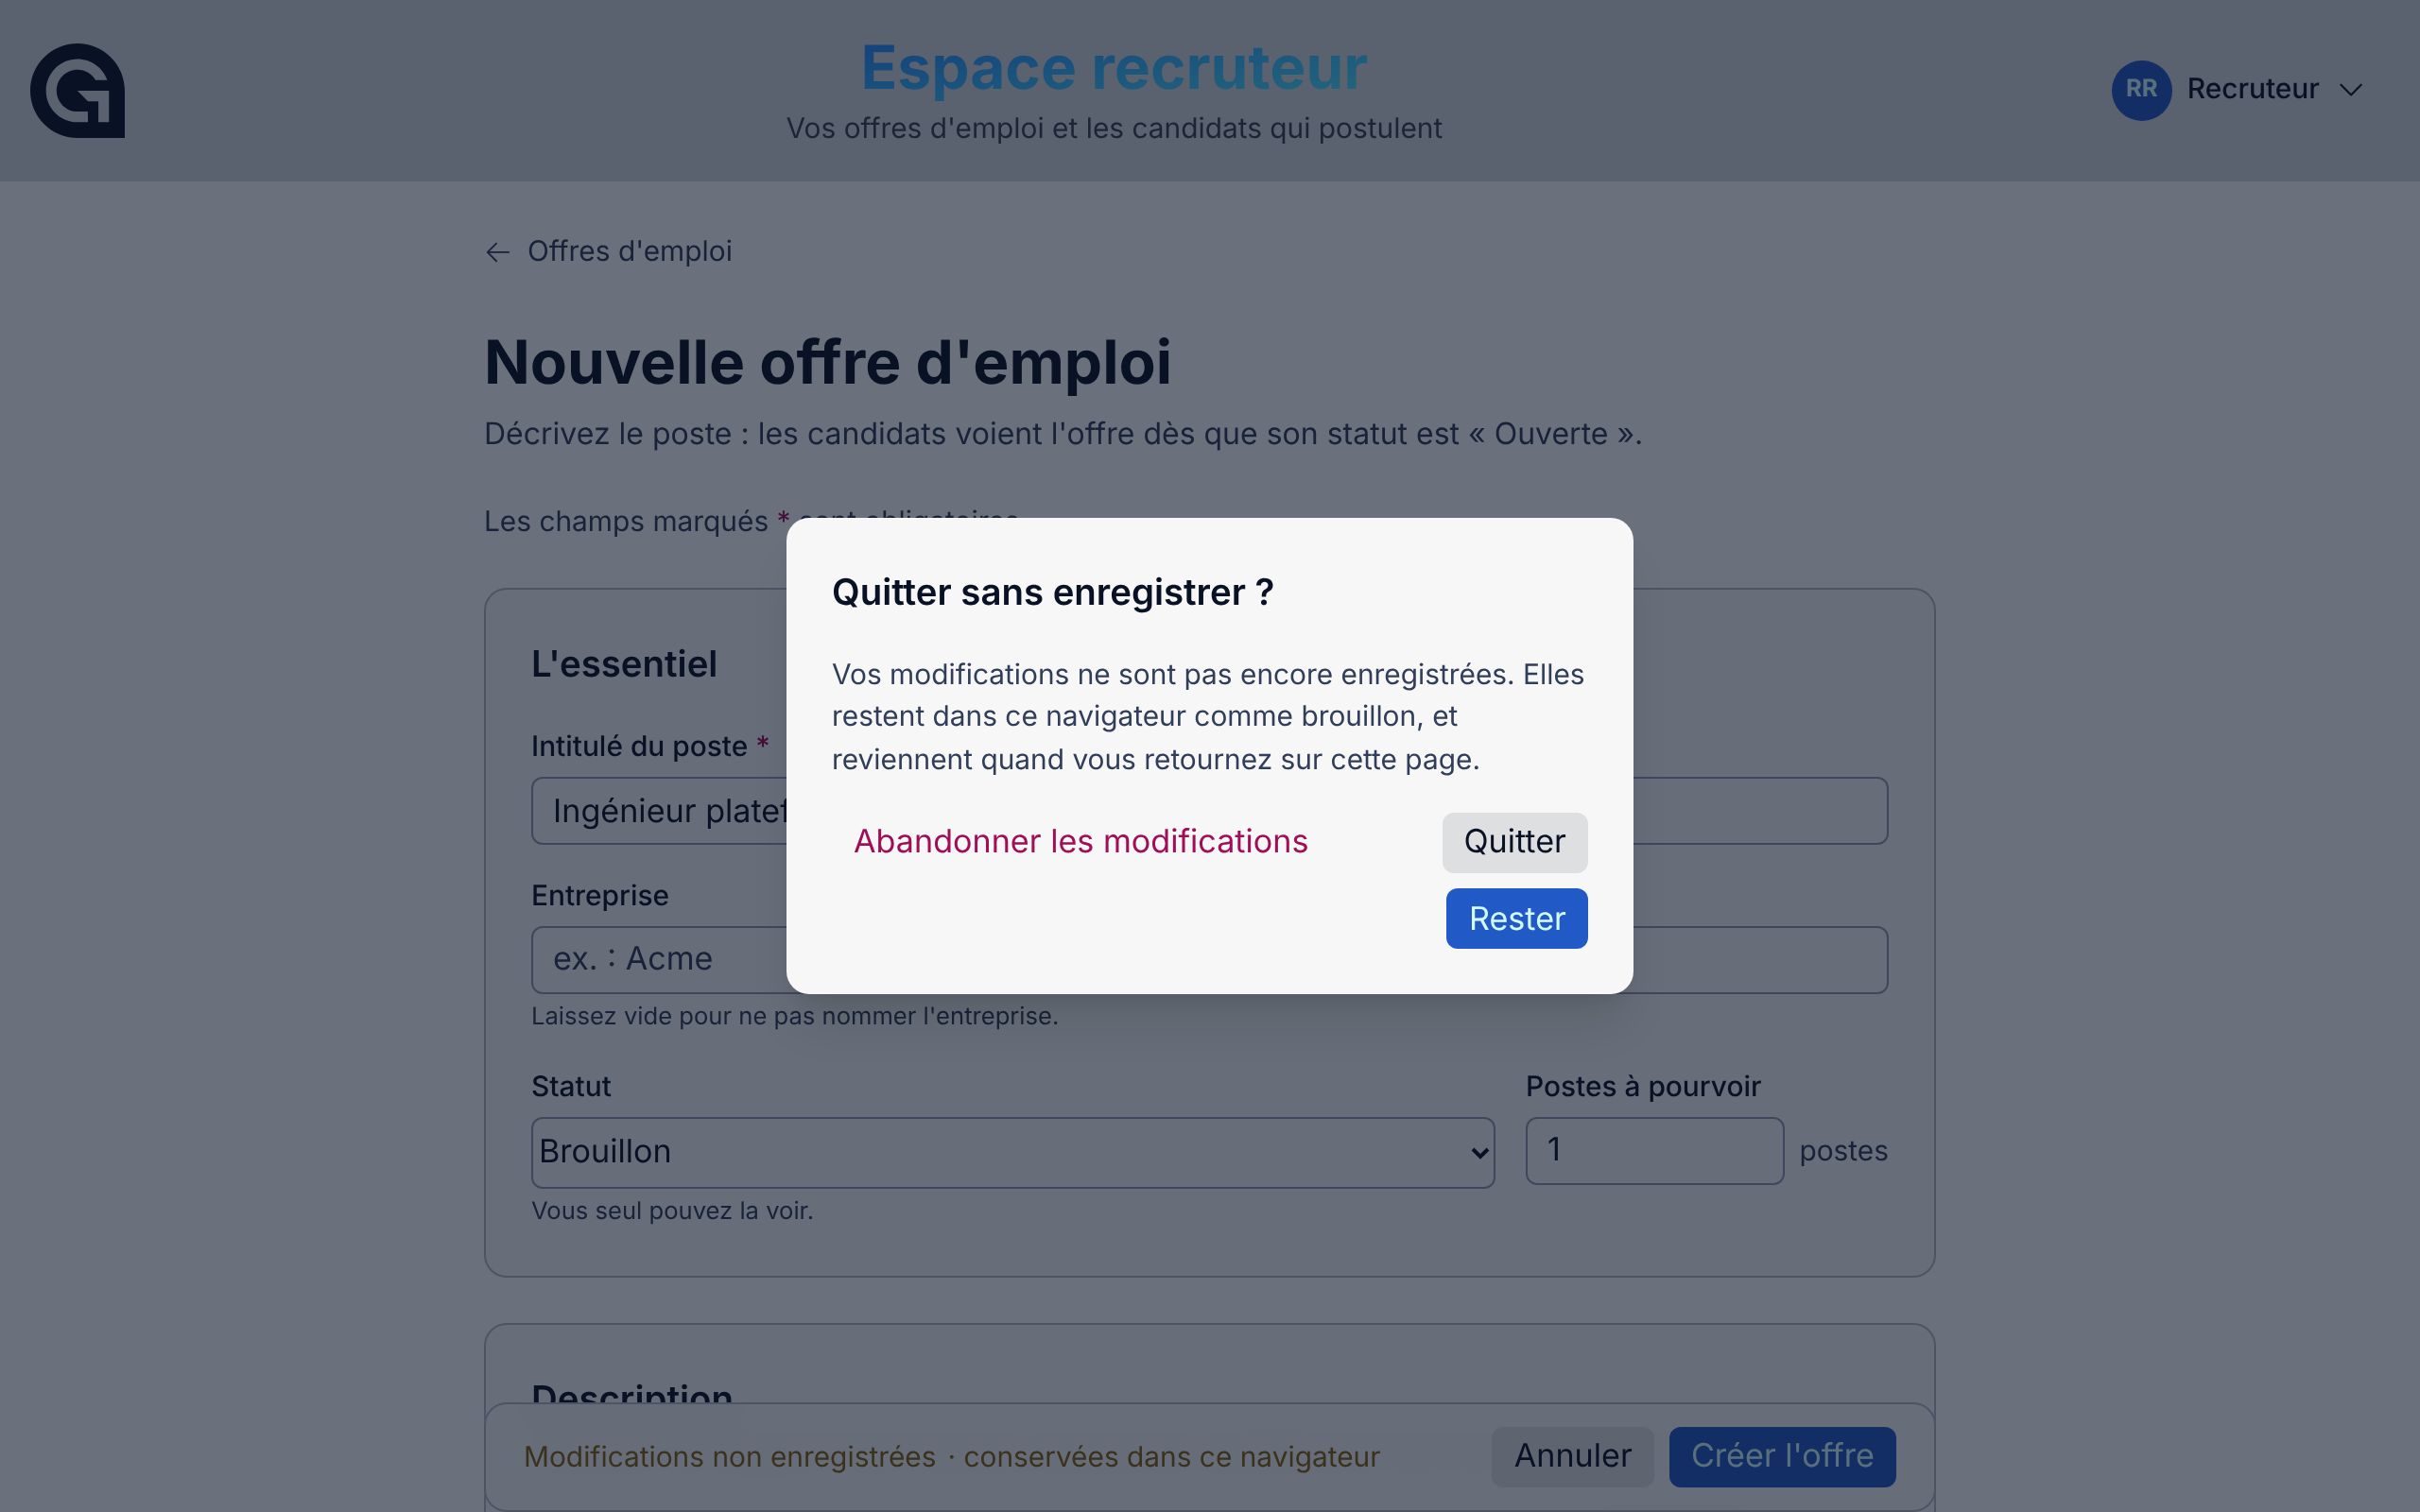 Espace recruteur
Vos offres d'emploi et les candidats qui postulent
RR Recruteur
← Offres d'emploi
Nouvelle offre d'emploi
Décrivez le poste : les candidats voient l'offre dès que son statut est « Ouverte ».
Les champs marqués * sont obligatoires
Quitter sans enregistrer ?
Vos modifications ne sont pas encore enregistrées. Elles
restent dans ce navigateur comme brouillon, et
reviennent quand vous retournez sur cette page.
Abandonner les modifications
Quitter
Rester
L'essentiel
Intitulé du poste *
Ingénieur
Entreprise
ex. : Acme
Laissez vide pour ne pas nommer l'entreprise.
Statut
Postes à pourvoir
Brouillon
1 postes
Vous seul pouvez la voir.
Description
Modifications non enregistrées · conservées dans ce navigateur
Annuler
Créer l'offre